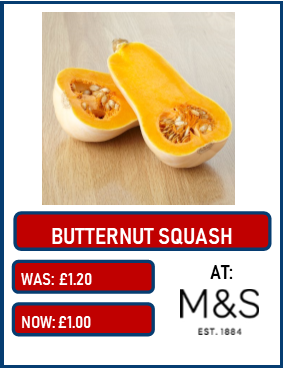 BUTTERNUT SQUASH
WAS: £1.20
AT:
M&S
EST. 1884
NOW: £1.00